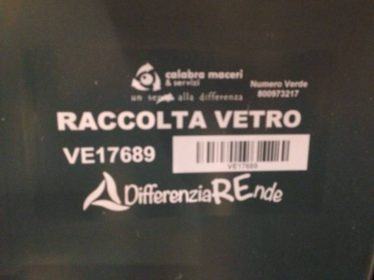 calabra maceri
& servizi
un segno alla differenza
Numero Verde
800973217
RACCOLTA VETRO
VE17689
VE17689
DifferenziaREnde